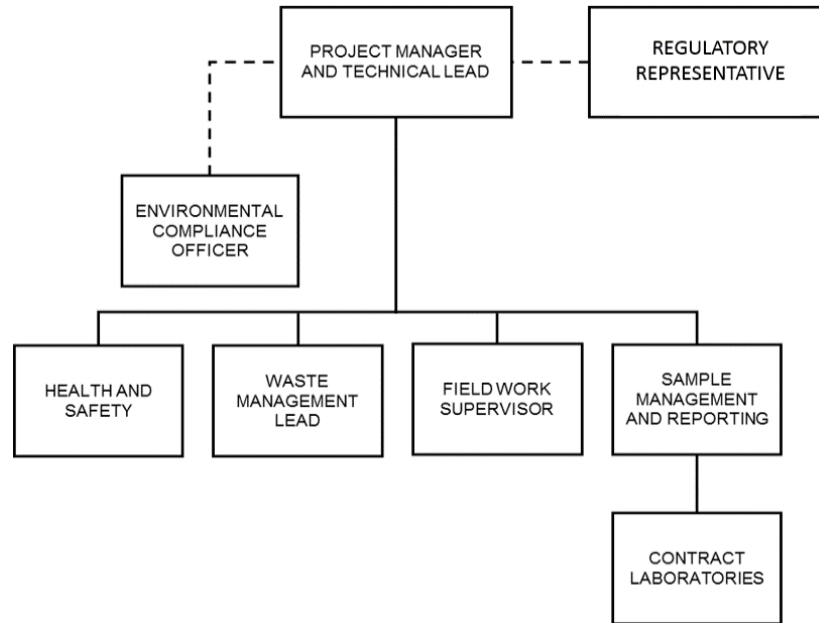 PROJECT MANAGER
AND TECHNICAL LEAD
REGULATORY
REPRESENTATIVE
ENVIRONMENTAL
COMPLIANCE
OFFICER
HEALTH AND
SAFETY
WASTE
MANAGEMENT
LEAD
FIELD WORK
SUPERVISOR
SAMPLE
MANAGEMENT
AND REPORTING
CONTRACT
LABORATORIES